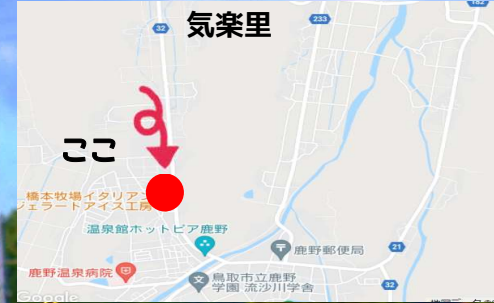 182
気楽里
32
233
ここ
橋本牧場イタリアン
ジェラートアイス工房
温泉館ホットピア鹿野
鹿野郵便局
21
鹿野温泉病院
鳥取市立鹿野
学園 流沙川学舎
32
Google